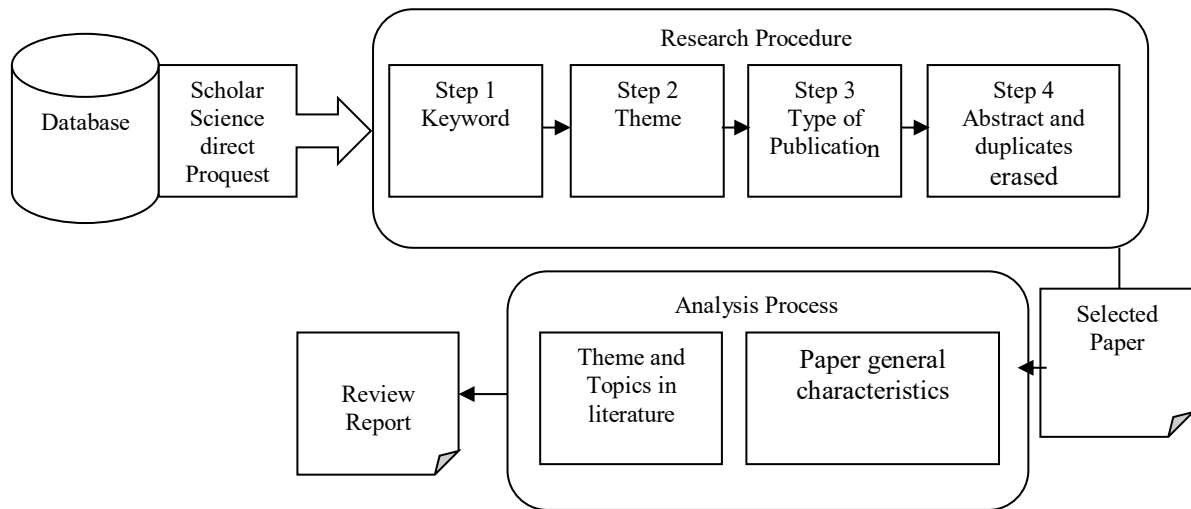 Research Procedure
Database
Scholar
Science
direct
Proquest
Step 1
Keyword
Step 2
Theme
Step 3
Type of
Publication
Step 4
Abstract and
duplicates
erased
Analysis Process
Selected
Paper
Paper general
characteristics
Theme and
Topics in
literature
Review
Report